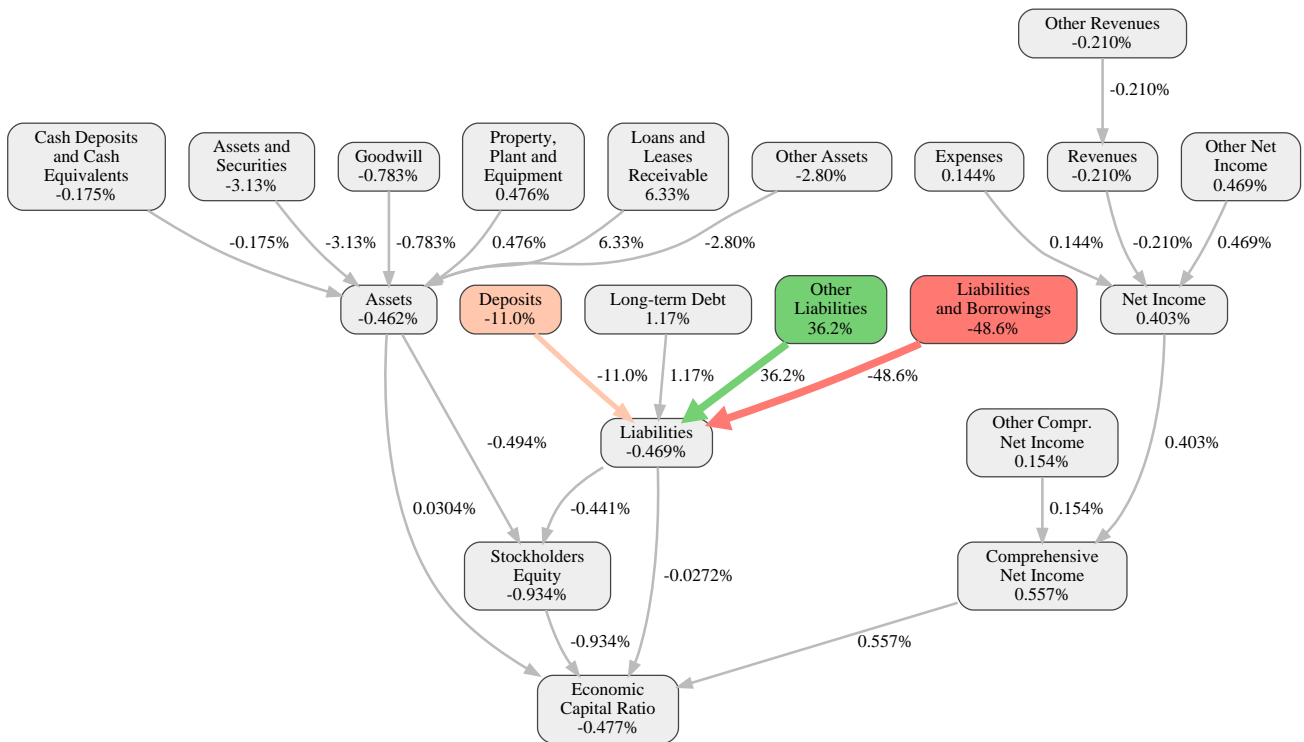 Other Revenues
-0.210%
-0.210%
Cash Deposits
and Cash
Equivalents
-0.175%
Assets and
Securities
-3.13%
Goodwill
-0.783%
Property,
Plant and
Equipment
0.476%
Loans and
Leases
Receivable
6.33%
Other Assets
-2.80%
Expenses
0.144%
Revenues
-0.210%
Other Net
Income
0.469%
-0.175%
-3.13%
-0.783%
0.476%
6.33%
-2.80%
0.144%
-0.210%
0.469%
Assets
-0.462%
Deposits
-11.0%
Long-term Debt
1.17%
Other
Liabilities
36.2%
Liabilities
and Borrowings
-48.6%
Net Income
0.403%
-11.0%
1.17%
36.2%
-48.6%
Liabilities
-0.469%
Other Compr.
Net Income
0.154%
-0.494%
0.403%
0.0304%
-0.441%
0.154%
Stockholders
Equity
-0.934%
-0.0272%
Comprehensive
Net Income
0.557%
-0.934%
0.557%
Economic
Capital Ratio
-0.477%